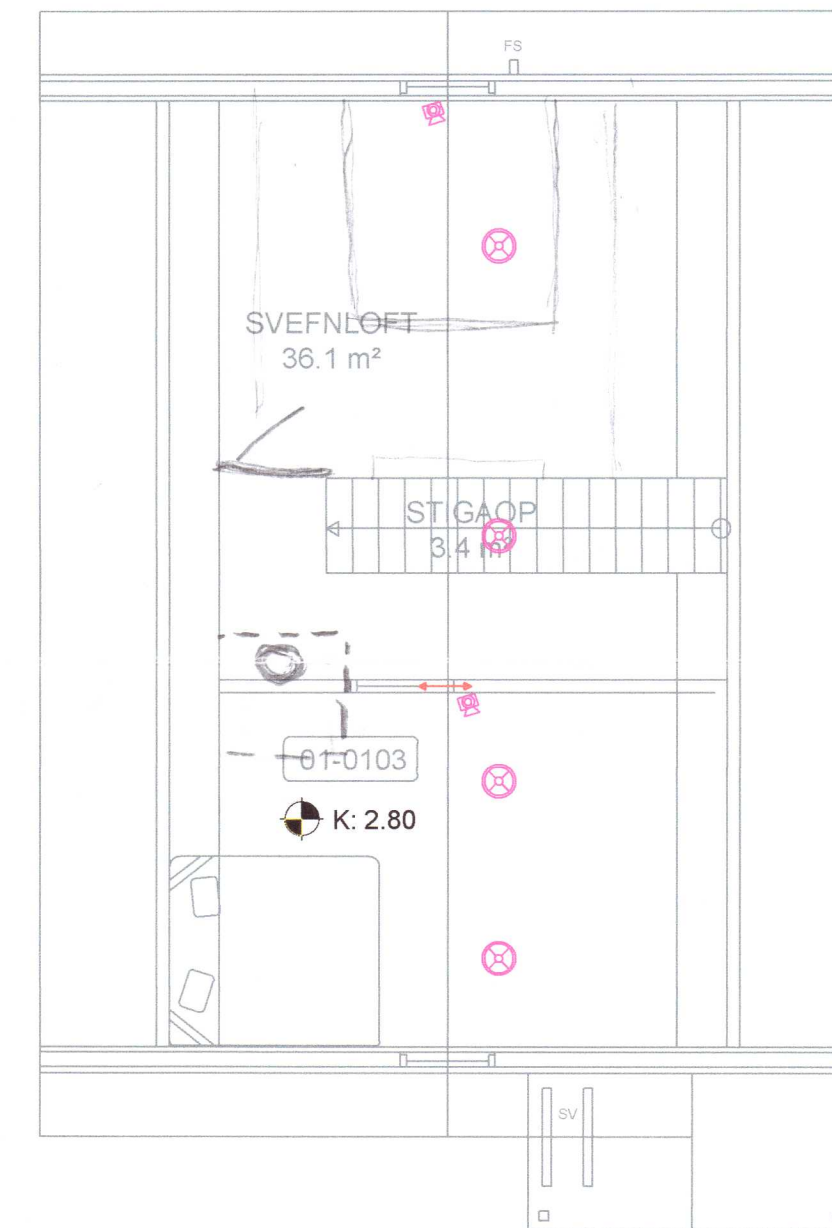 FS
SVEFNLOFT
36.1 m²
STIGAOP
3.4 m²
01-0103
K: 2.80
SV